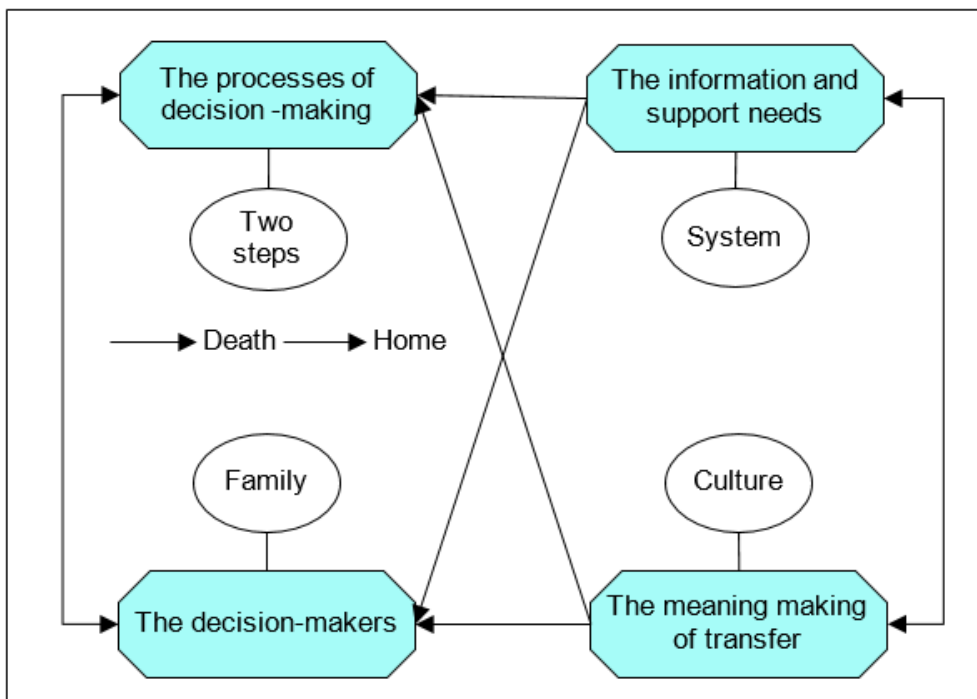 The processes of
decision -making
The information and
support needs
Two
steps
System
Death
Home
Family
Culture
The decision-makers
The meaning making
of transfer